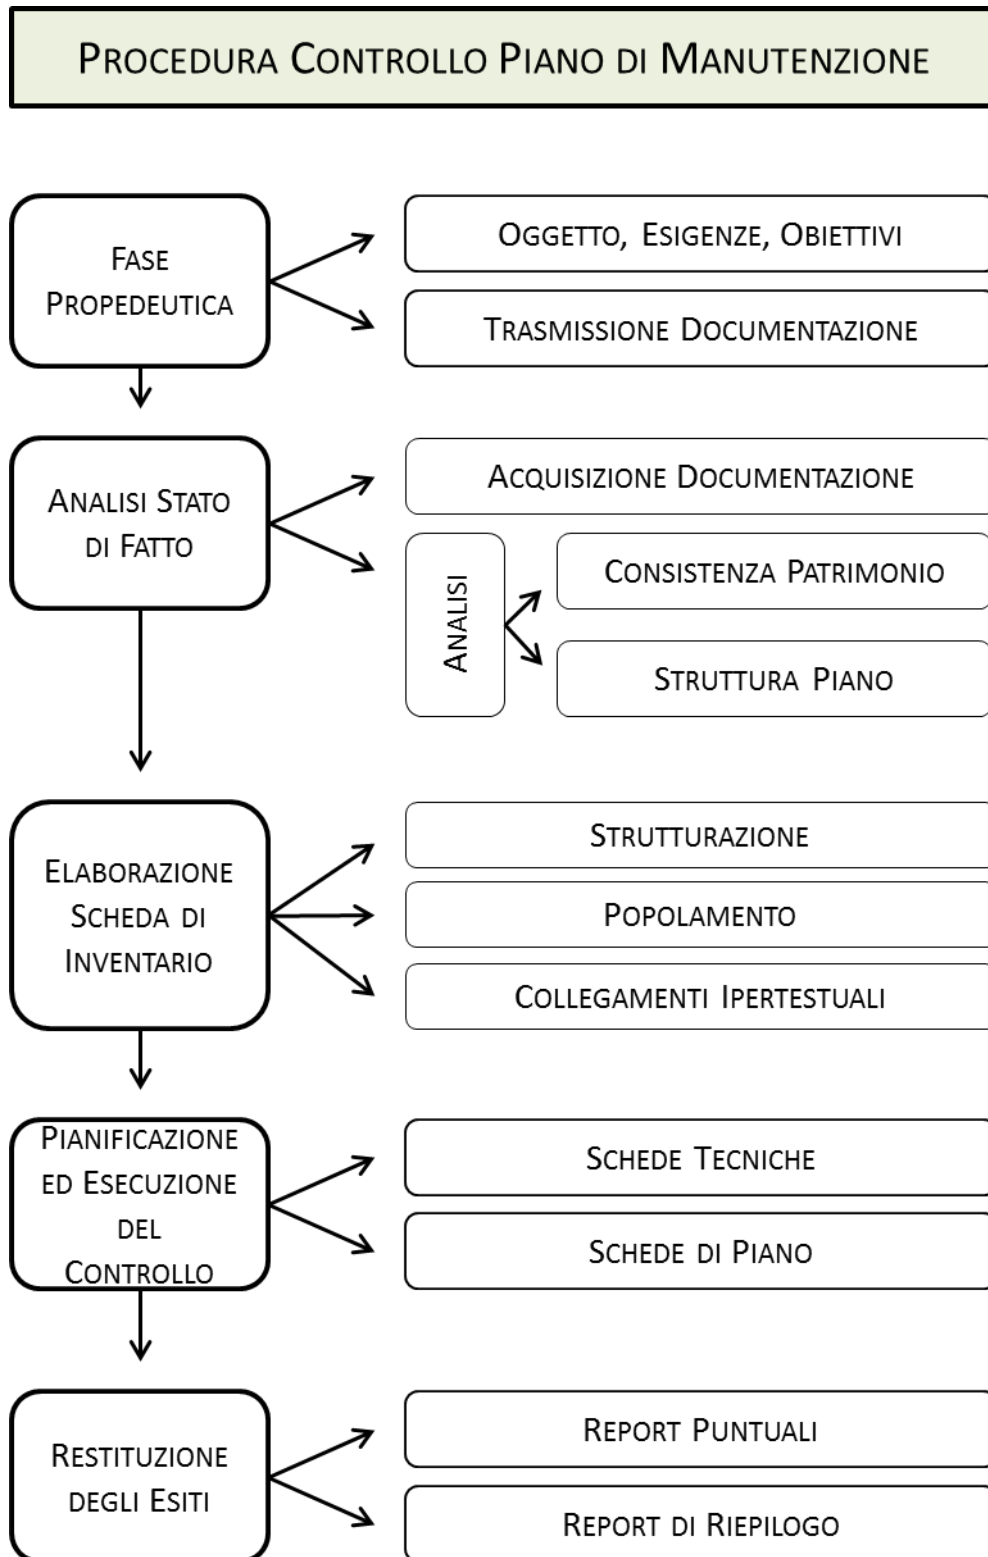 PROCEDURA CONTROLLO PIANO DI MANUTENZIONE
FASE
PROPEDEUTICA
OGGETTO, ESIGENZE, OBIETTIVI
TRASMISSIONE DOCUMENTAZIONE
ANALISI STATO
DI FATTO
ACQUISIZIONE DOCUMENTAZIONE
ANALISI
CONSISTENZA PATRIMONIO
STRUTTURA PIANO
ELABORAZIONE
SCHEDA DI
INVENTARIO
STRUTTURAZIONE
POPOLAMENTO
COLLEGAMENTI IPERTESTUALI
PIANIFICAZIONE
ED ESECUZIONE
DEL
CONTROLLO
SCHEDE TECNICHE
SCHEDE DI PIANO
RESTITUZIONE
DEGLI ESITI
REPORT PUNTUALI
REPORT DI RIEPILOGO